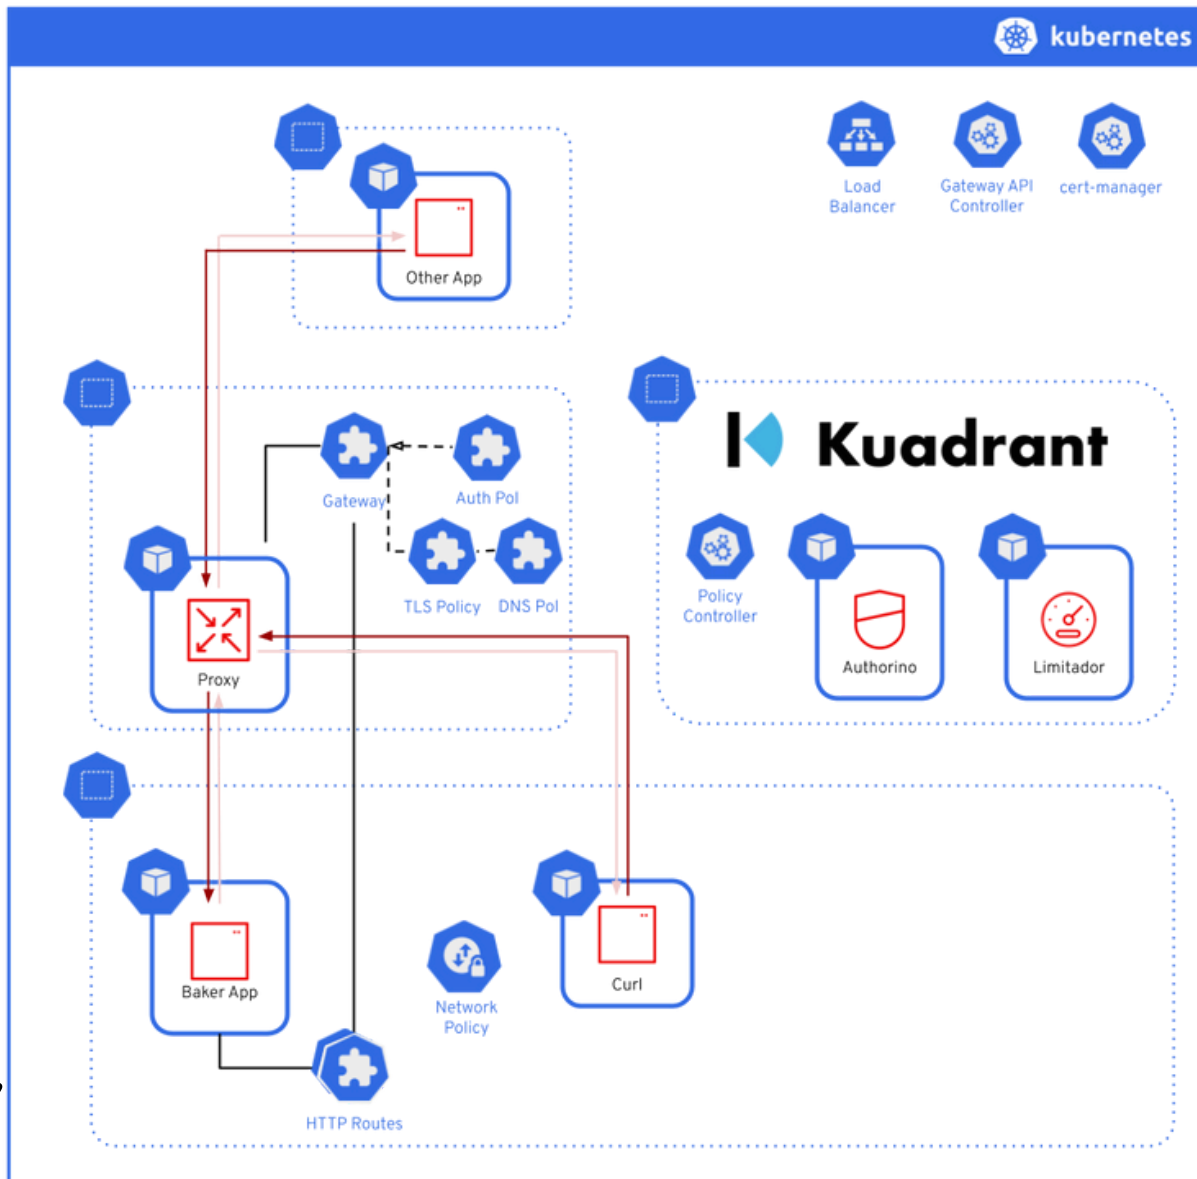 kubernetes
Load
Balancer
Gateway API
Controller
cert-manager
Other App
Gateway
Auth Pol
TLS Policy
DNS Pol
Proxy
Kuadrant
Policy
Controller
Authorino
Limitador
Baker App
Network
Policy
Curl
HTTP Routes